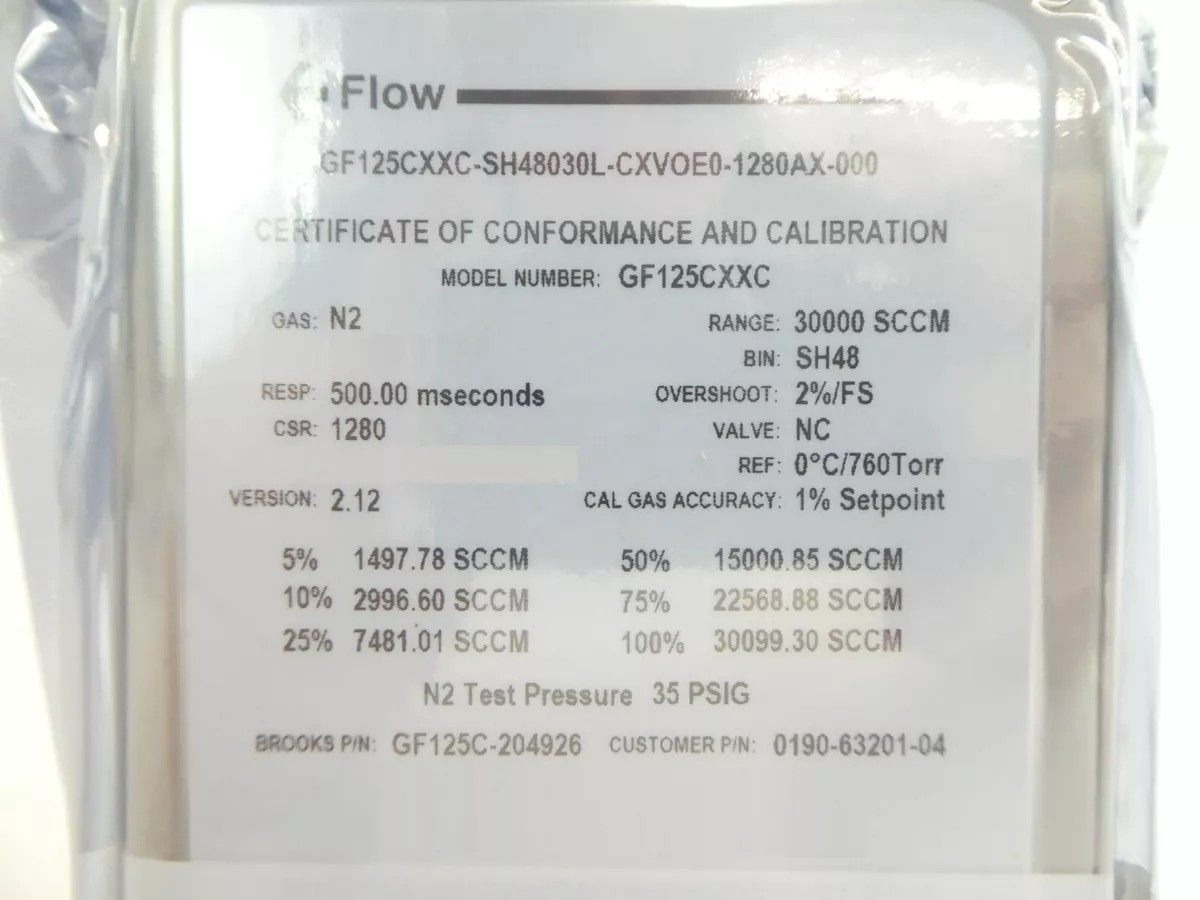 Flow
GF125CXXC-SH48030L-CXVOE0-1280AX-000
CERTIFICATE OF CONFORMANCE AND CALIBRATION
MODEL NUMBER: GF125CXXC
GAS: N2 RANGE: 30000 SCCM
BIN: SH48
RESP: 500.00 mseconds OVERSHOOT: 2%/FS
CSR: 1280 VALVE: NC
REF: 0°C/760Torr
VERSION: 2.12 CAL GAS ACCURACY: 1% Setpoint
5% 1497.78 SCCM 50% 15000.85 SCCM
10% 2996.60 SCCM 75% 22568.88 SCCM
25% 7481.01 SCCM 100% 30099.30 SCCM
N2 Test Pressure 35 PSIG
BROOKS P/N: GF125C-204926 CUSTOMER P/N: 0190-63201-04